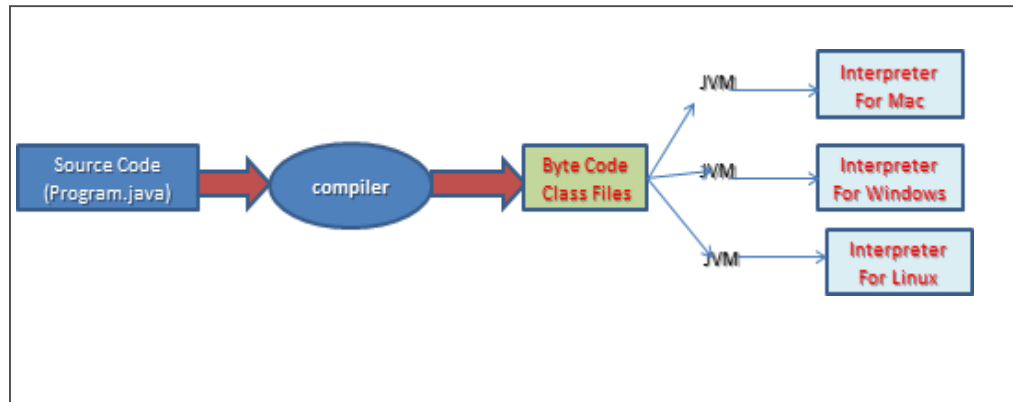 Source Code
(Program.java)
compiler
Byte Code
Class Files
JVM
Interpreter
For Mac
JVM
Interpreter
For Windows
JVM
Interpreter
For Linux